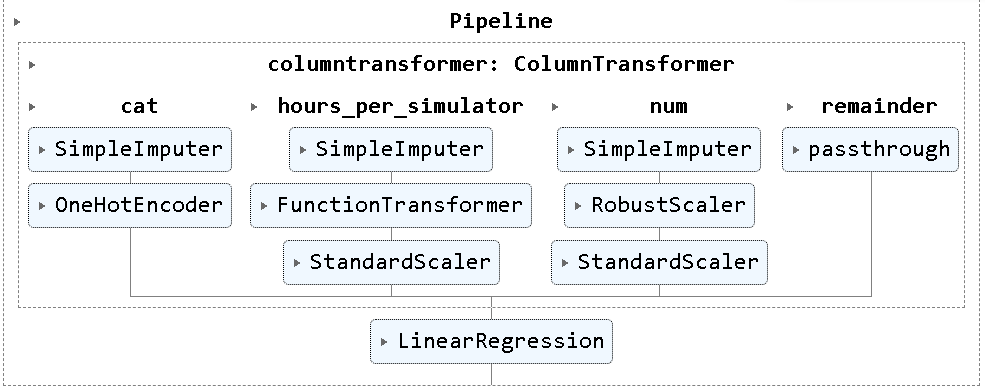 Pipeline
columntransformer: ColumnTransformer
cat hours_per_simulator num remainder
SimpleImputer SimpleImputer SimpleImputer passthrough
OneHotEncoder FunctionTransformer RobustScaler
StandardScaler StandardScaler
LinearRegression